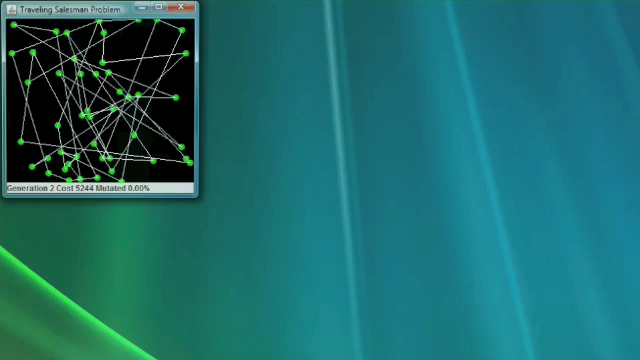 Traveling Salesman Problem
Generation 2 Cost 5244 Mutated 0.00%